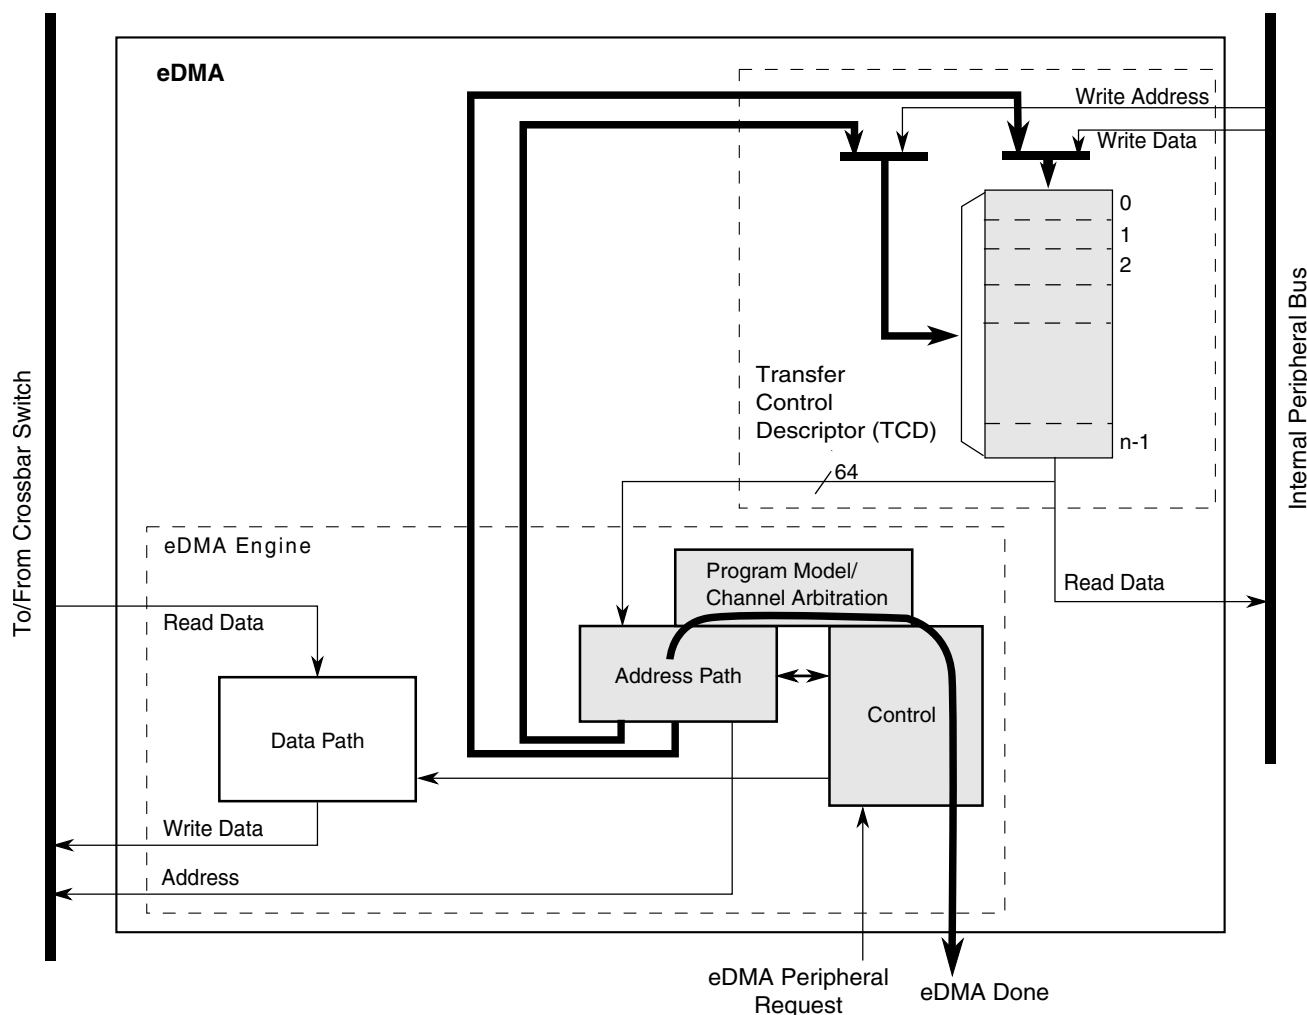 eDMA
Write Address
Write Data
0
1
2
n-1
Transfer
Control
Descriptor (TCD)
64
To/From Crossbar Switch
Internal Peripheral Bus
eDMA Engine
Program Model/
Channel Arbitration
Read Data
Read Data
Address Path
Control
Data Path
Write Data
Address
eDMA Peripheral
Request
eDMA Done